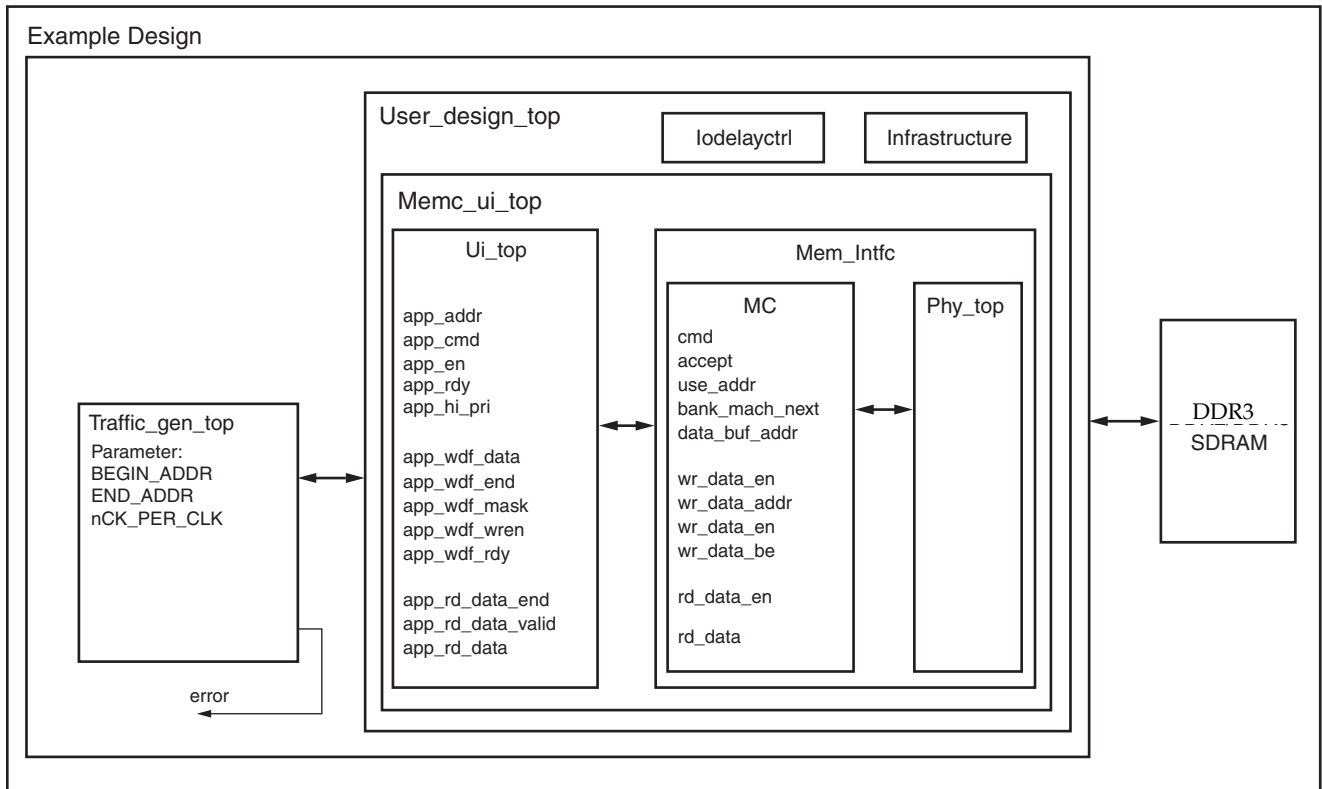 Example Design
User_design_top
Iodelayctrl
Infrastructure
Memc_ui_top
Ui_top
app_addr
app_cmd
app_en
app_rdy
app_hi_pri
app_wdf_data
app_wdf_end
app_wdf_mask
app_wdf_wren
app_wdf_rdy
app_rd_data_end
app_rd_data_valid
app_rd_data
Mem_Intfc
MC
cmd
accept
use_addr
bank_mach_next
data_buf_addr
wr_data_en
wr_data_addr
wr_data_en
wr_data_be
rd_data_en
rd_data
Phy_top
Traffic_gen_top
Parameter:
BEGIN_ADDR
END_ADDR
nCK_PER_CLK
error
DDR3
SDRAM